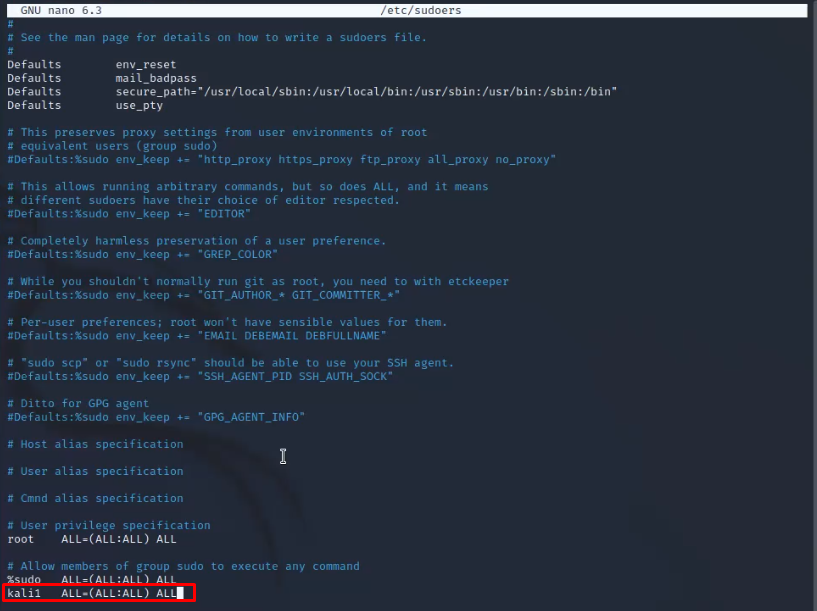 GNU nano 6.3 /etc/sudoers
#
# See the man page for details on how to write a sudoers file.
#
Defaults env_reset
Defaults mail_badpass
Defaults secure_path="/usr/local/sbin:/usr/local/bin:/usr/sbin:/usr/bin:/sbin:/bin"
Defaults use_pty
# This preserves proxy settings from user environments of root
# equivalent users (group sudo)
#Defaults:%sudo env_keep += "http_proxy https_proxy ftp_proxy all_proxy no_proxy"
# This allows running arbitrary commands, but so does ALL, and it means
# different sudoers have their choice of editor respected.
#Defaults:%sudo env_keep += "EDITOR"
# Completely harmless preservation of a user preference.
#Defaults:%sudo env_keep += "GREP_COLOR"
# While you shouldn't normally run git as root, you need to with etckeeper
#Defaults:%sudo env_keep += "GIT_AUTHOR_* GIT_COMMITTER_*"
# Per-user preferences; root won't have sensible values for them.
#Defaults:%sudo env_keep += "EMAIL DEBEMAIL DEBFULLNAME"
# "sudo scp" or "sudo rsync" should be able to use your SSH agent.
#Defaults:%sudo env_keep += "SSH_AGENT_PID SSH_AUTH_SOCK"
# Ditto for GPG agent
#Defaults:%sudo env_keep += "GPG_AGENT_INFO"
# Host alias specification
# User alias specification
# Cmnd alias specification
# User privilege specification
root ALL=(ALL:ALL) ALL
# Allow members of group sudo to execute any command
%sudo ALL=(ALL:ALL) ALL
kali1 ALL=(ALL:ALL) ALL